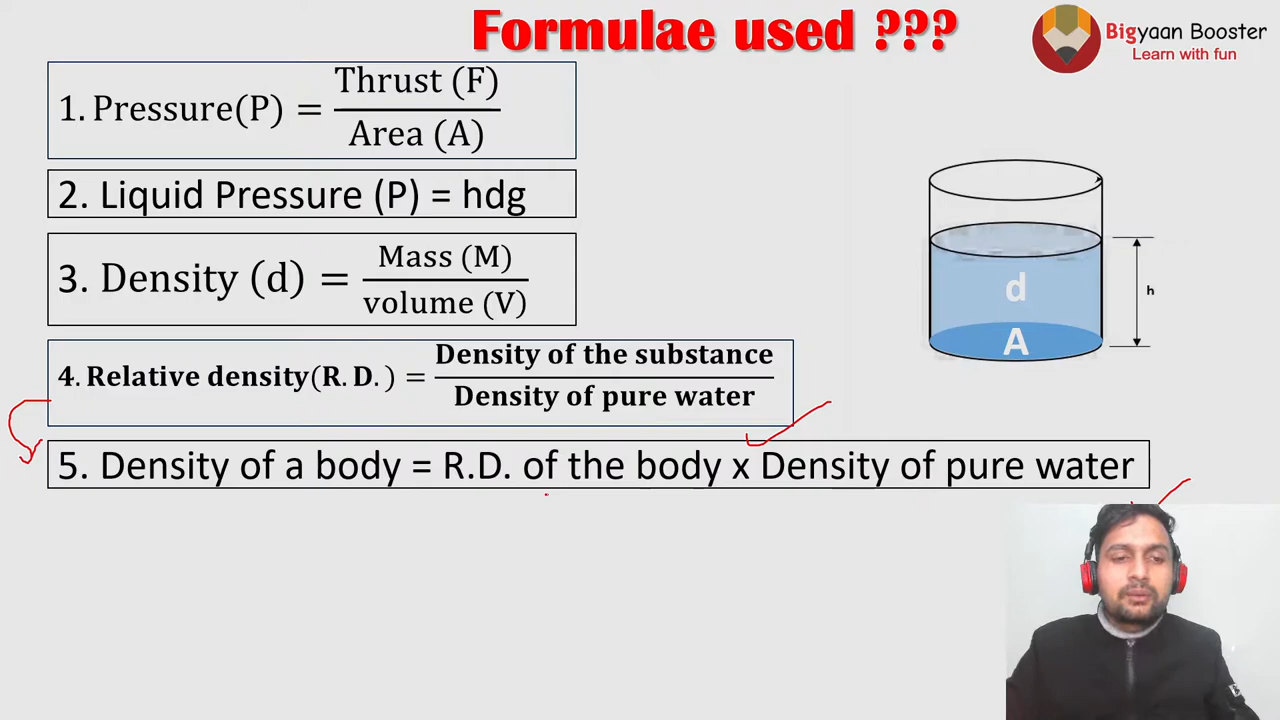 Formulae used ???
Bigyaan Booster
Learn with fun
1. Pressure(P) = Thrust (F) / Area (A)
2. Liquid Pressure (P) = hdg
3. Density (d) = Mass (M) / volume (V)
4. Relative density(R.D.) = Density of the substance / Density of pure water
5. Density of a body = R.D. of the body x Density of pure water
d
h
A